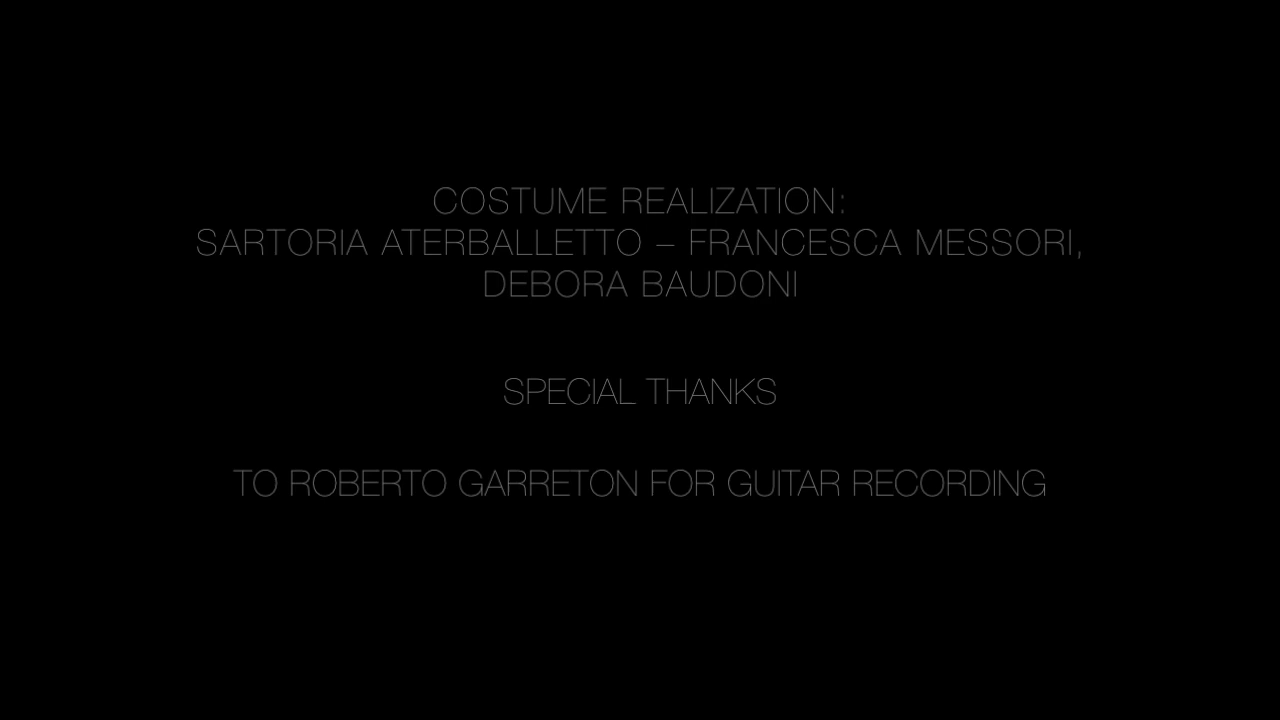 COSTUME REALIZATION:
SARTORIA ATERBALLETTO – FRANCESCA MESSORI,
DEBORA BAUDONI
SPECIAL THANKS
TO ROBERTO GARRETON FOR GUITAR RECORDING